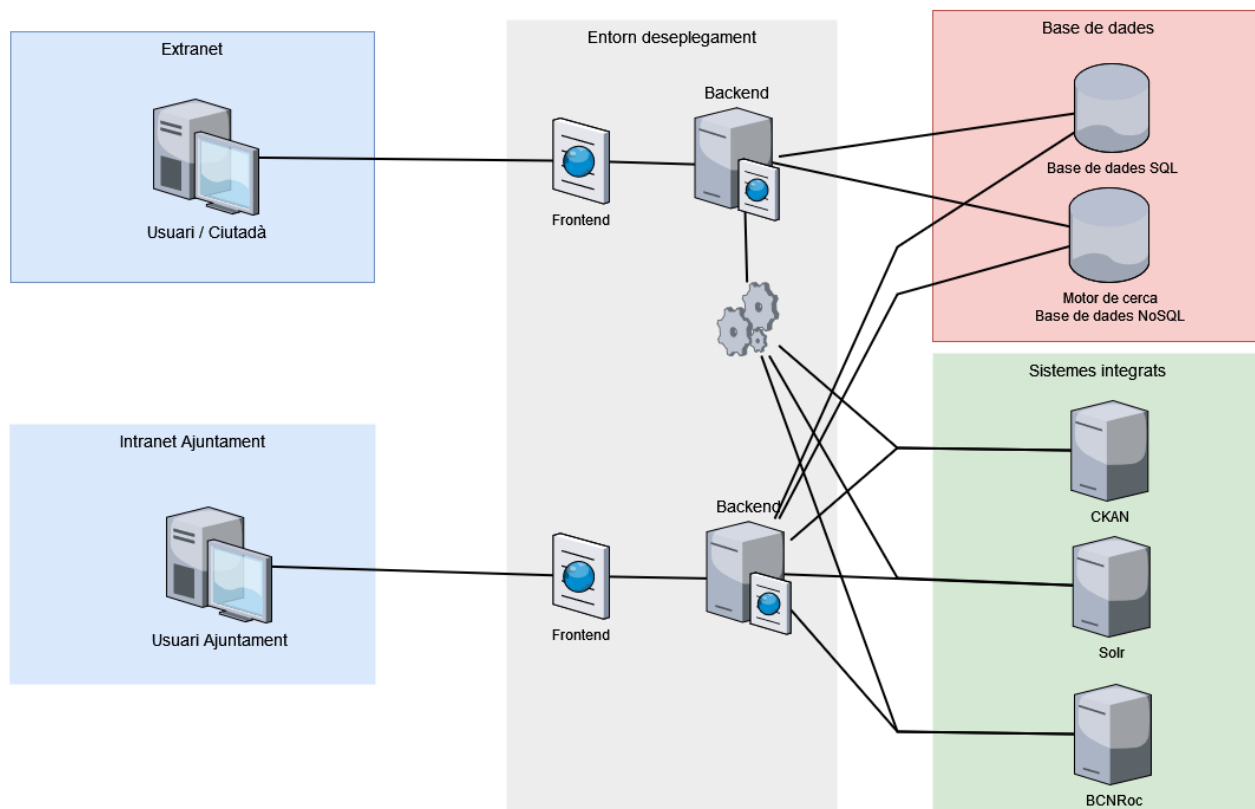 Extranet
Usuari / Ciutadà
Intranet Ajuntament
Usuari Ajuntament
Entorn deseplegament
Backend
Frontend
Backend
Frontend
Base de dades
Base de dades SQL
Motor de cerca
Base de dades NoSQL
Sistemes integrats
CKAN
Solr
BCNRoc